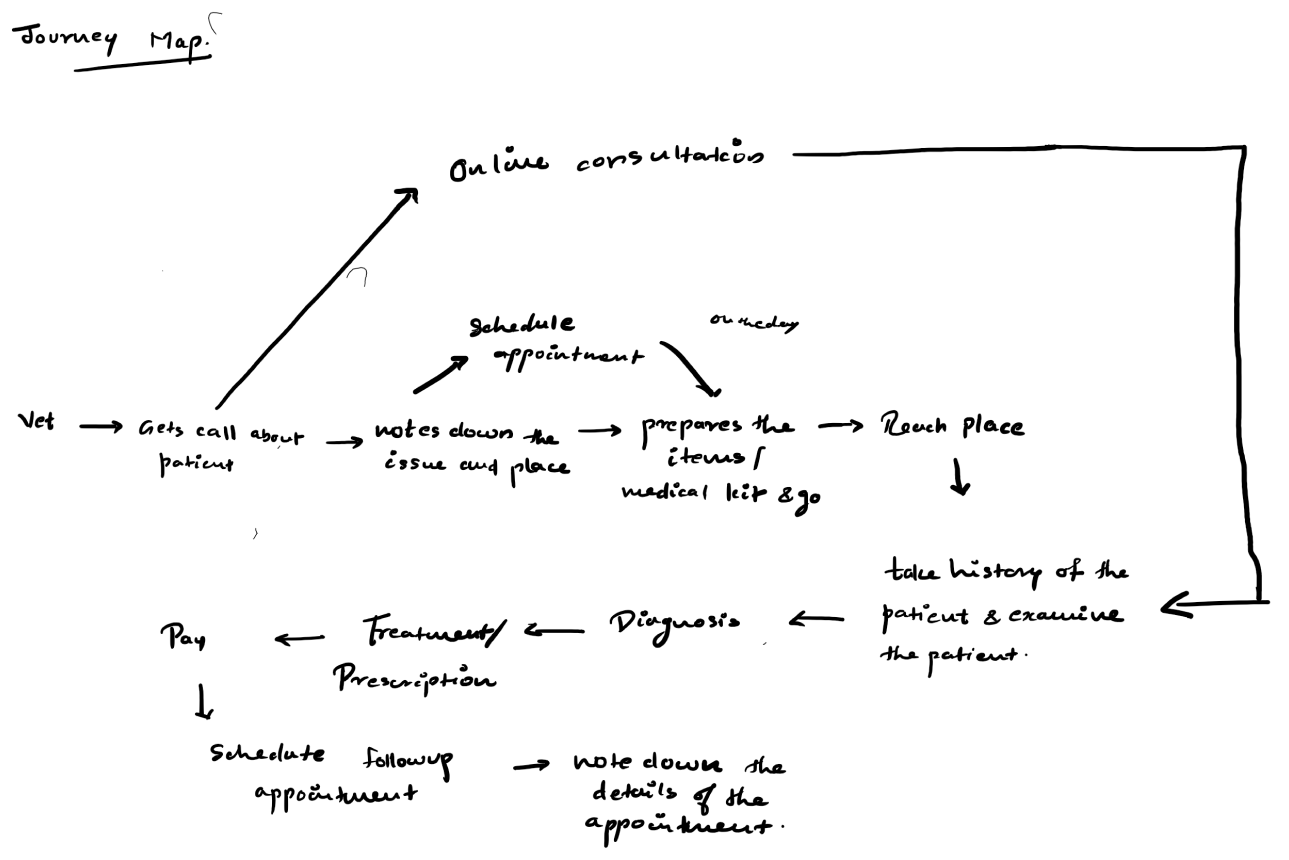 Journey Map.
Online consultation
Schedule
appointment
on the day
Vet
Gets call about
patient
notes down the
issue and place
prepares the
items/
medical kit & go
Reach place
take history of the
patient & examine
the patient.
Diagnosis
Treatment/
Prescription
Pay
Schedule followup
appointment
note down the
details of the
appointment.